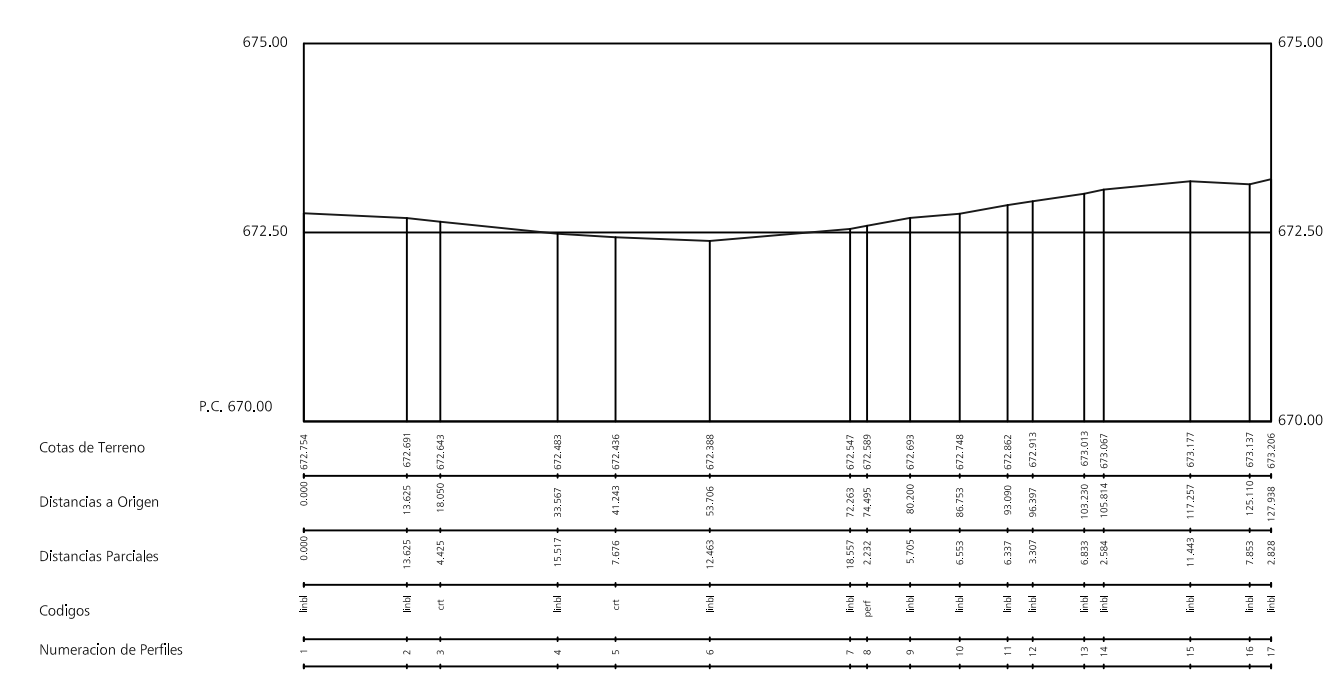 675.00 675.00
672.50 672.50
P.C. 670.00 670.00
Cotas de Terreno 672.754 672.691 672.643 672.483 672.436 672.388 672.547 672.589 672.693 672.748 672.862 672.913 673.013 673.067 673.177 673.137 673.206
Distancias a Origen 0.000 13.625 18.050 33.567 41.243 53.706 72.263 74.495 80.200 86.753 93.090 96.397 103.230 105.814 117.257 125.110 127.938
Distancias Parciales 0.000 13.625 4.425 15.517 7.676 12.463 18.557 2.232 5.705 6.553 6.337 3.307 6.833 2.584 11.443 7.853 2.828
Codigos linbl linbl crt linbl crt linbl linbl perf linbl linbl linbl linbl linbl linbl linbl linbl linbl
Numeracion de Perfiles 1 2 3 4 5 6 7 8 9 10 11 12 13 14 15 16 17